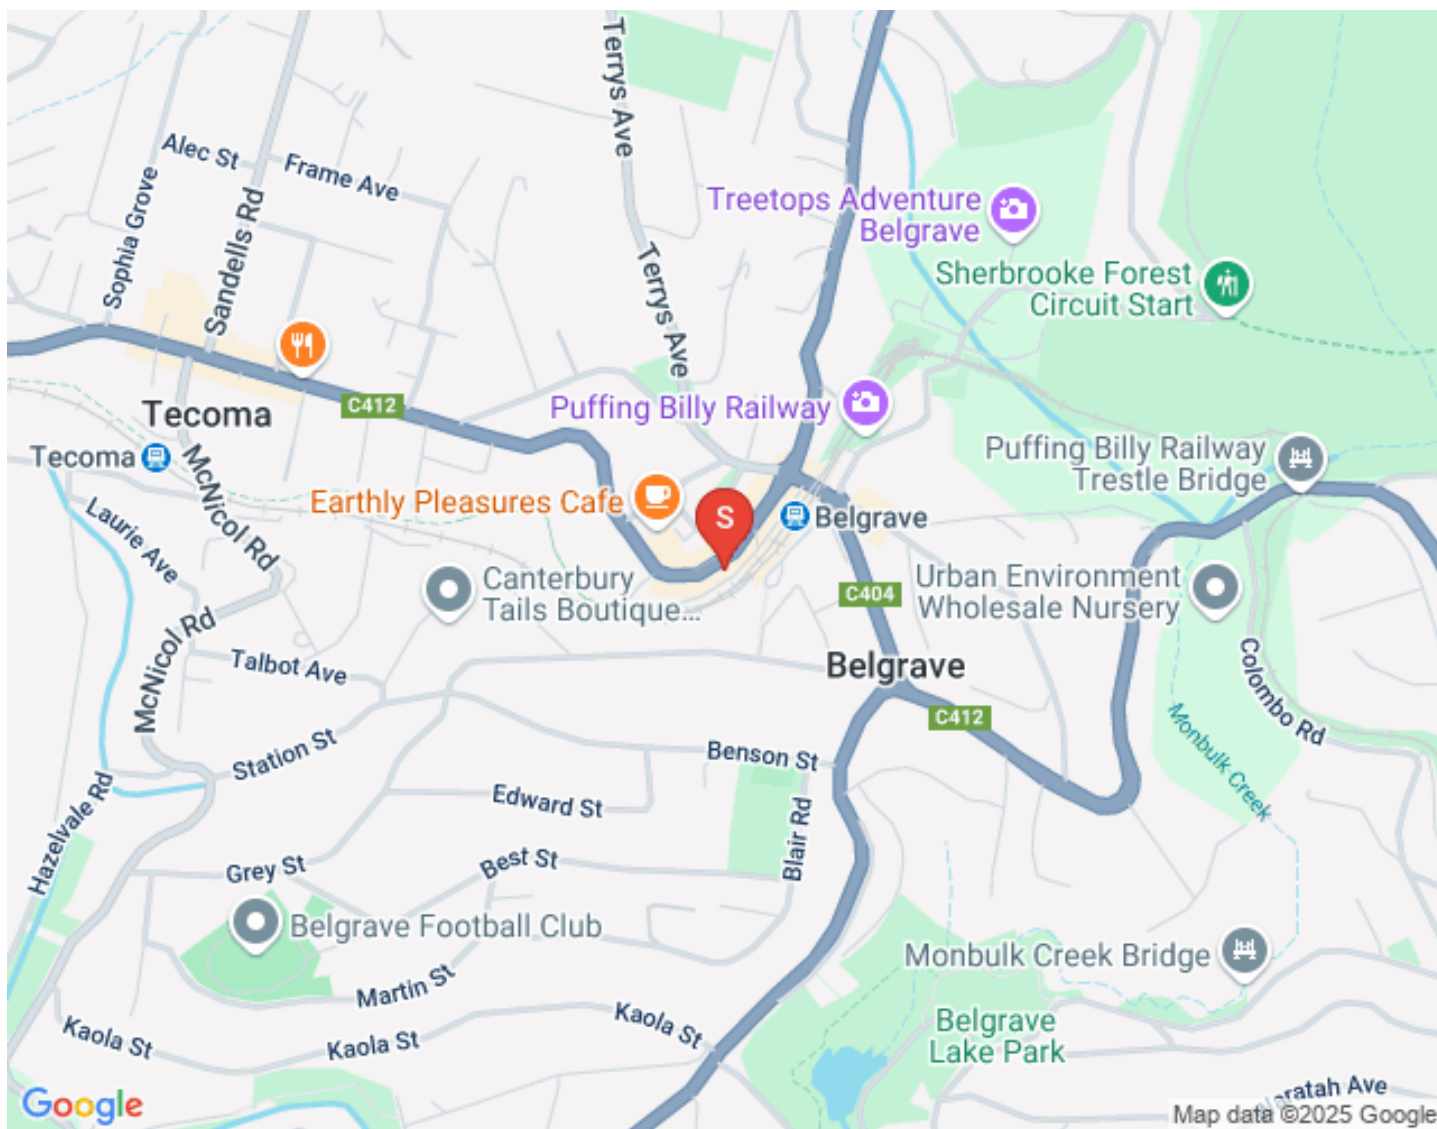 Terrys Ave
Alec St
Frame Ave
Sophia Grove
Sandells Rd
Terrys Ave
Treetops Adventure
Belgrave
Sherbrooke Forest
Circuit Start
C412
Tecoma
Puffing Billy Railway
Tecoma
McNicol Rd
Puffing Billy Railway
Trestle Bridge
Earthly Pleasures Cafe
S
Belgrave
Laurie Ave
Canterbury
Tails Boutique...
C404
Urban Environment
Wholesale Nursery
McNicol Rd
Talbot Ave
Belgrave
Colombo Rd
C412
Station St
Benson St
Monbulk Creek
Hazelvale Rd
Edward St
Blair Rd
Grey St
Best St
Belgrave Football Club
Monbulk Creek Bridge
Martin St
Kaola St
Kaola St
Kaola St
Belgrave
Lake Park
Google
Map data ©2025 Google